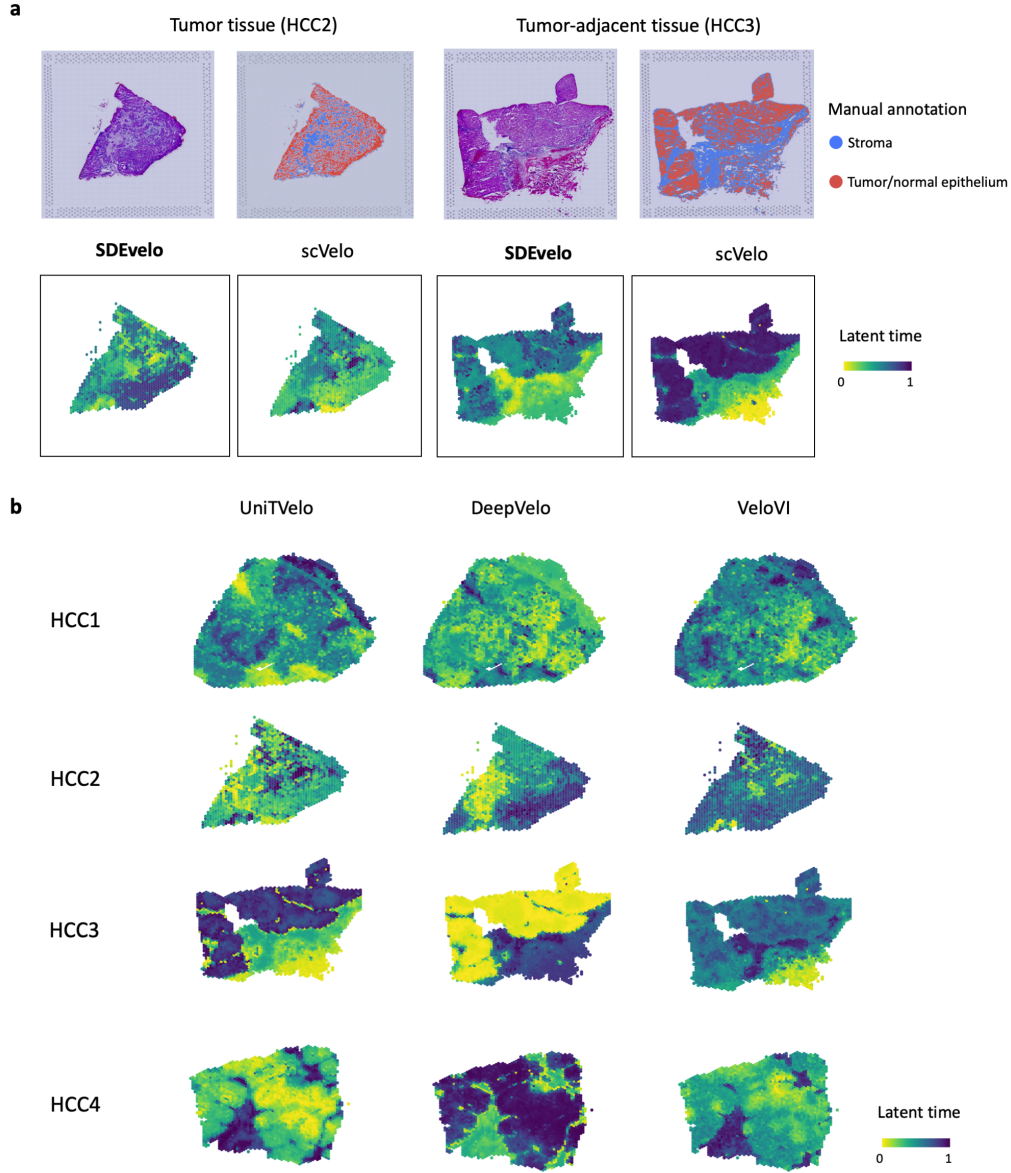 a
Tumor tissue (HCC2)
Tumor-adjacent tissue (HCC3)
Manual annotation
Stroma
Tumor/normal epithelium
SDEvelo
scVelo
SDEvelo
scVelo
Latent time
0 1
b
UniTVelo
DeepVelo
VeloVI
HCC1
HCC2
HCC3
HCC4
Latent time
0 1